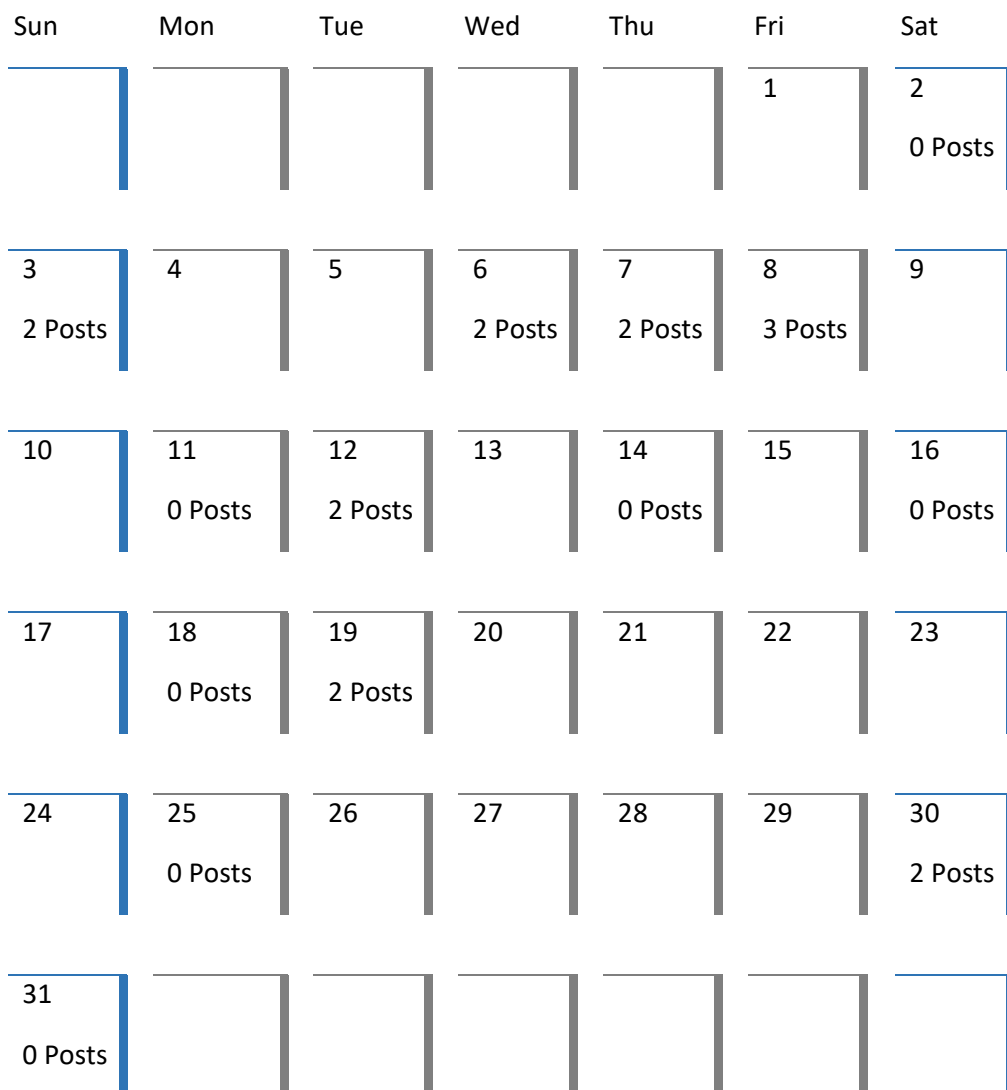 Sun Mon Tue Wed Thu Fri Sat
1 2
0 Posts
3 4 5 6 7 8 9
2 Posts 2 Posts 2 Posts 3 Posts
10 11 12 13 14 15 16
0 Posts 2 Posts 0 Posts 0 Posts
17 18 19 20 21 22 23
0 Posts 2 Posts
24 25 26 27 28 29 30
0 Posts 2 Posts
31
0 Posts